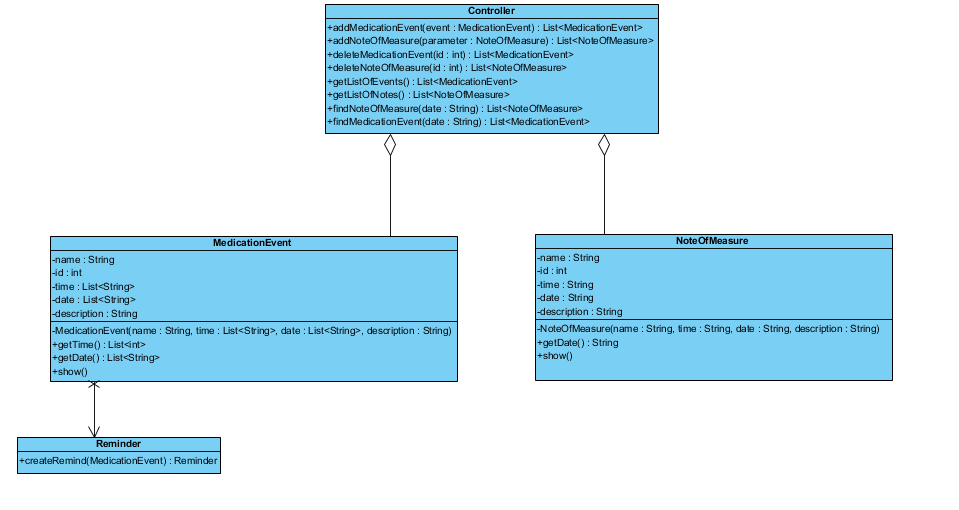 Controller
+addMedicationEvent(event : MedicationEvent) : List<MedicationEvent>
+addNoteOfMeasure(parameter : NoteOfMeasure) : List<NoteOfMeasure>
+deleteMedicationEvent(id : int) : List<MedicationEvent>
+deleteNoteOfMeasure(id : int) : List<NoteOfMeasure>
+getListOfEvents() : List<MedicationEvent>
+getListOfNotes() : List<NoteOfMeasure>
+findNoteOfMeasure(date : String) : List<NoteOfMeasure>
+findMedicationEvent(date : String) : List<MedicationEvent>
MedicationEvent
-name : String
-id : int
-time : List<String>
-date : List<String>
-description : String
-MedicationEvent(name : String, time : List<String>, date : List<String>, description : String)
+getTime() : List<int>
+getDate() : List<String>
+show()
NoteOfMeasure
-name : String
-id : int
-time : String
-date : String
-description : String
-NoteOfMeasure(name : String, time : String, date : String, description : String)
+getDate() : String
+show()
Reminder
+createRemind(MedicationEvent) : Reminder